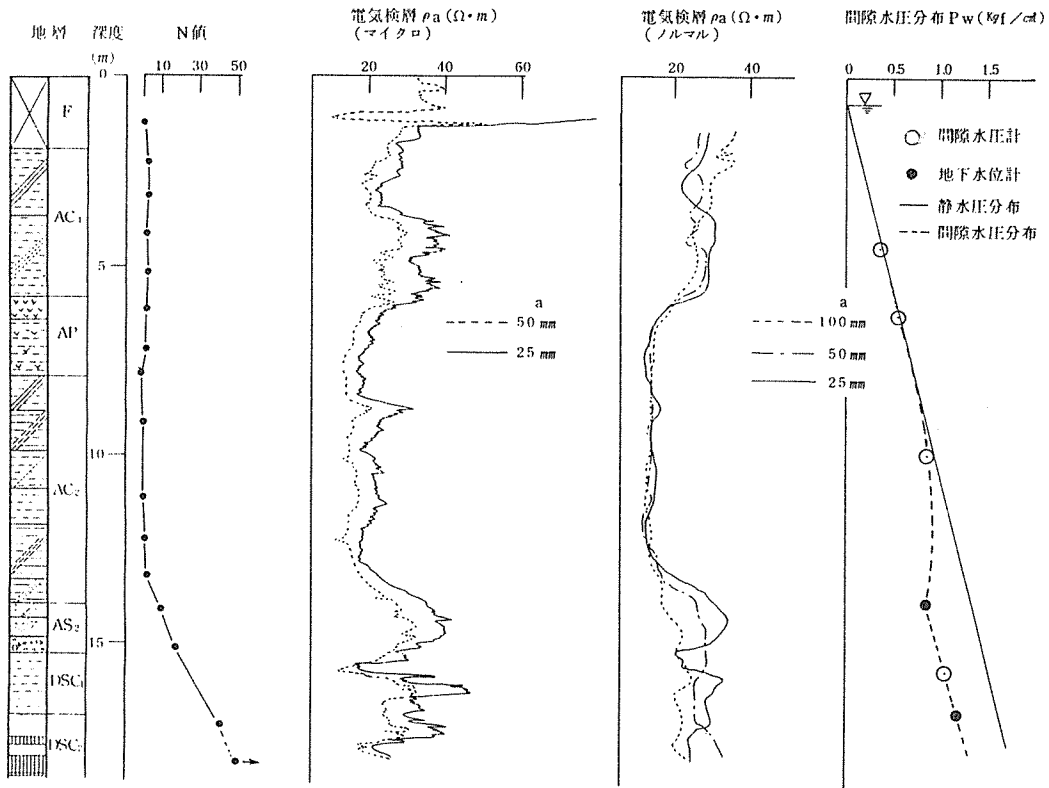 地層
深度
(m)
N値
0 10 30 50
電気検層 ρa (Ω・m)
(マイクロ)
20 40 60
電気検層 ρa (Ω・m)
(ノルマル)
20 40
間隙水圧分布 Pw (Kgf/c㎡)
0 0.5 1.0 1.5
0
5
10
15
F
AC₁
AP
AC₂
AS₂
DSC₁
DSC₂
a
50 mm
25 mm
a
100 mm
50 mm
25 mm
間隙水圧計
地下水位計
静水圧分布
間隙水圧分布